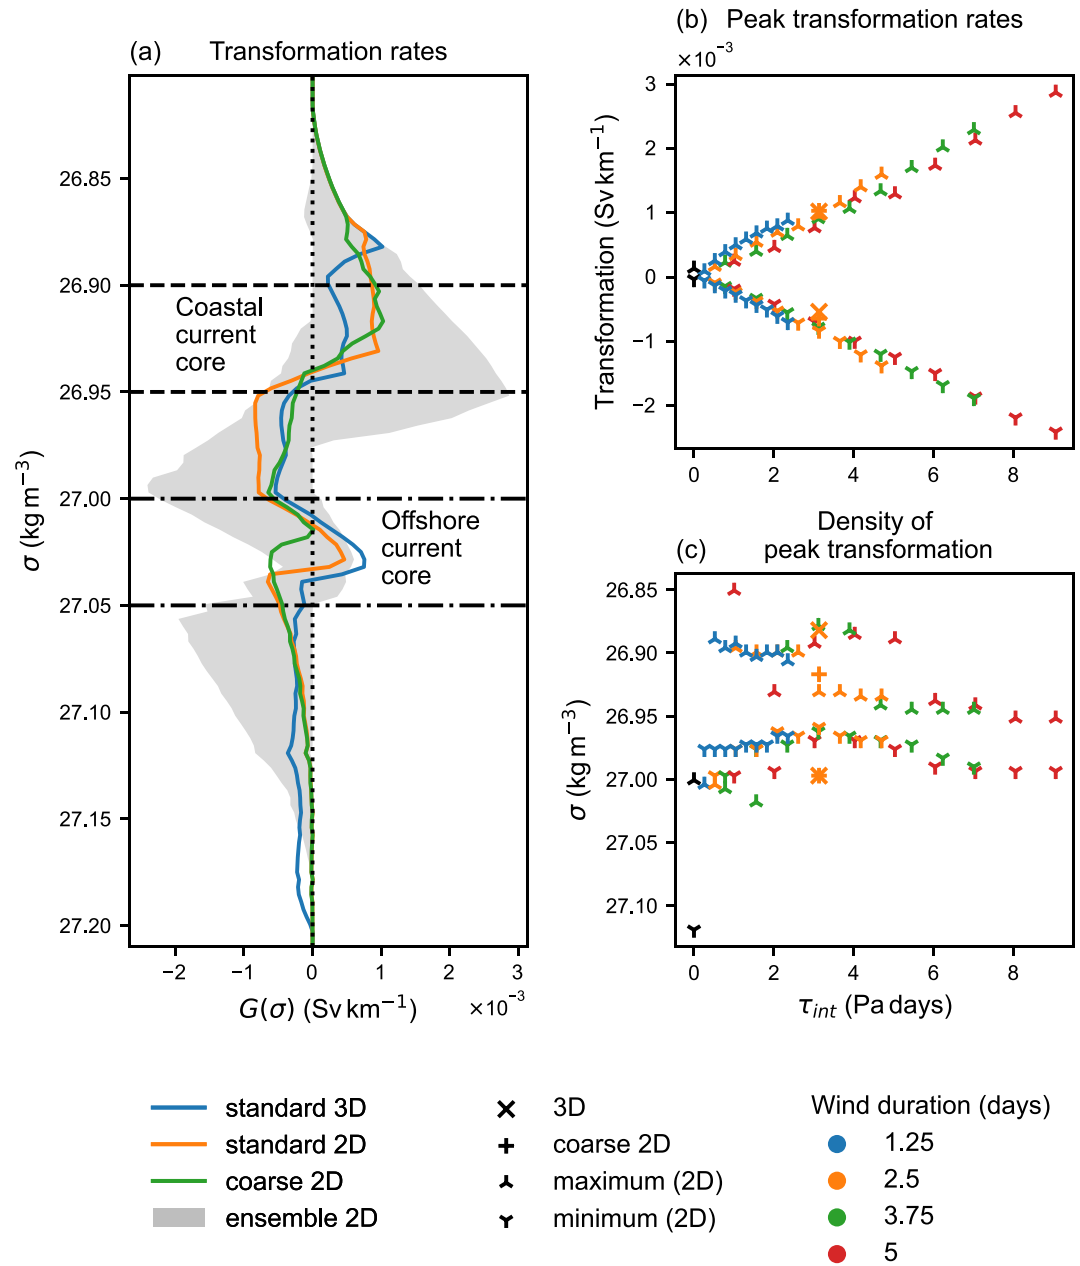 (a) Transformation rates
26.85
26.90
26.95
27.00
27.05
27.10
27.15
27.20
σ (kg m⁻³)
Coastal
current
core
Offshore
current
core
−2 −1 0 1 2 3
G(σ) (Sv km⁻¹) ×10⁻³
(b) Peak transformation rates
×10⁻³
3
2
1
0
−1
−2
Transformation (Sv km⁻¹)
0 2 4 6 8
Density of
(c) peak transformation
26.85
26.90
26.95
27.00
27.05
27.10
σ (kg m⁻³)
0 2 4 6 8
τint (Pa days)
standard 3D
standard 2D
coarse 2D
ensemble 2D
3D
coarse 2D
maximum (2D)
minimum (2D)
Wind duration (days)
1.25
2.5
3.75
5